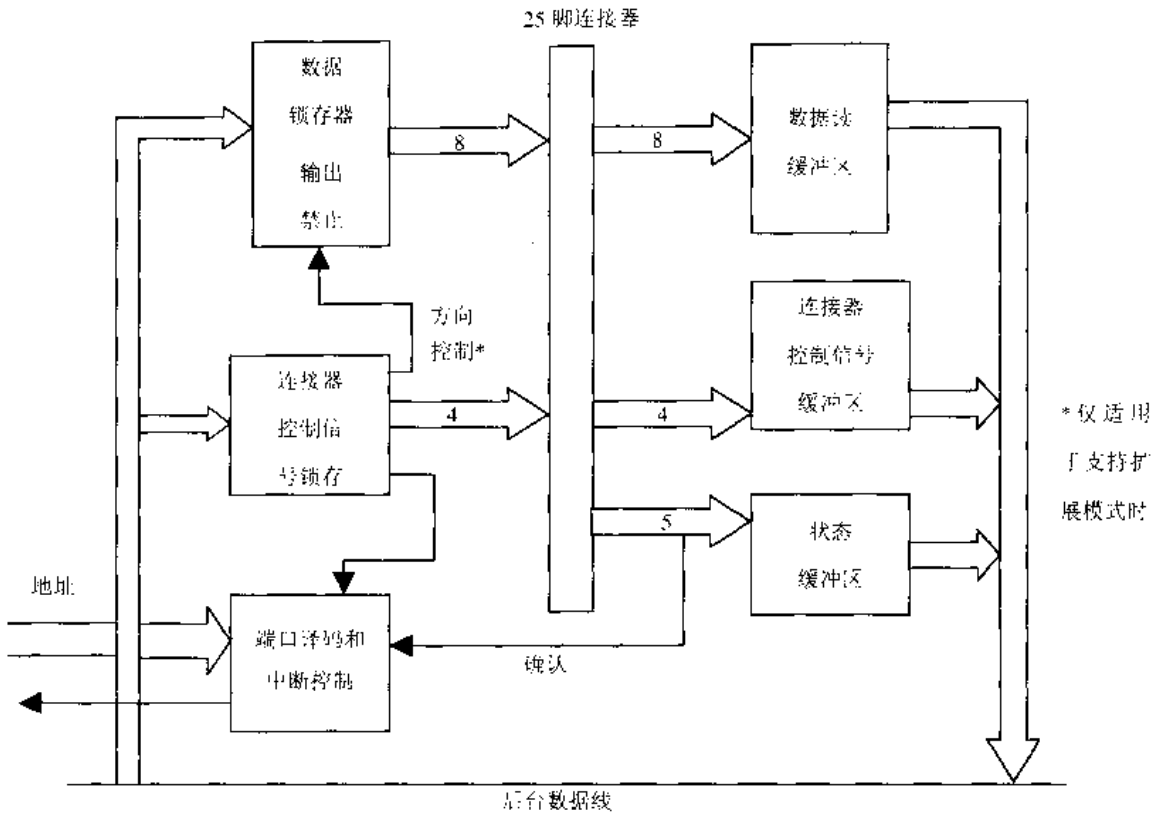 25 脚连接器
数据
锁存器
输出
禁止
8
8
数据读
缓冲区
方向
控制*
连接器
控制信
号锁存
4
4
连接器
控制信号
缓冲区
*仅适用
于支持扩
展模式时
5
状态
缓冲区
地址
端口译码和
中断控制
确认
后台数据线